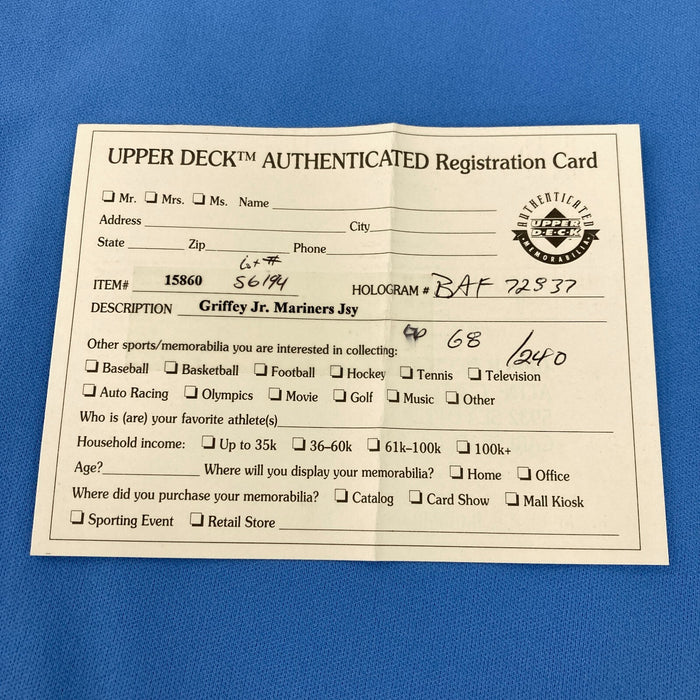 UPPER DECK™ AUTHENTICATED Registration Card
AUTHENTICATED
UPPER
D·E·C·K
MEMORABILIA
Mr. Mrs. Ms. Name
Address City
State Zip Phone
Lot #
ITEM# 15860 56194 HOLOGRAM # BAF 72937
DESCRIPTION Griffey Jr. Mariners Jsy
68 /240
Other sports/memorabilia you are interested in collecting:
Baseball Basketball Football Hockey Tennis Television
Auto Racing Olympics Movie Golf Music Other
Who is (are) your favorite athlete(s)
Household income: Up to 35k 36–60k 61k–100k 100k+
Age? Where will you display your memorabilia? Home Office
Where did you purchase your memorabilia? Catalog Card Show Mall Kiosk
Sporting Event Retail Store